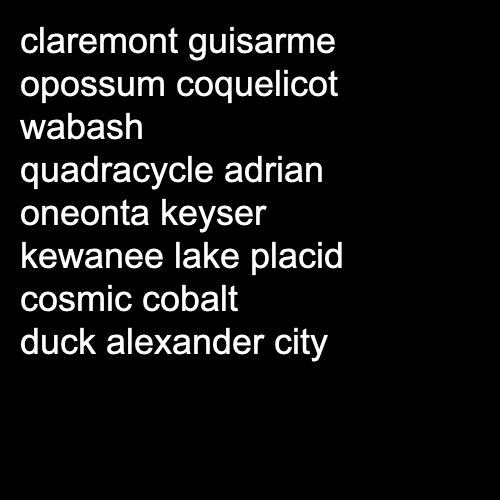 claremont guisarme
opossum coquelicot
wabash
quadracycle adrian
oneonta keyser
kewanee lake placid
cosmic cobalt
duck alexander city